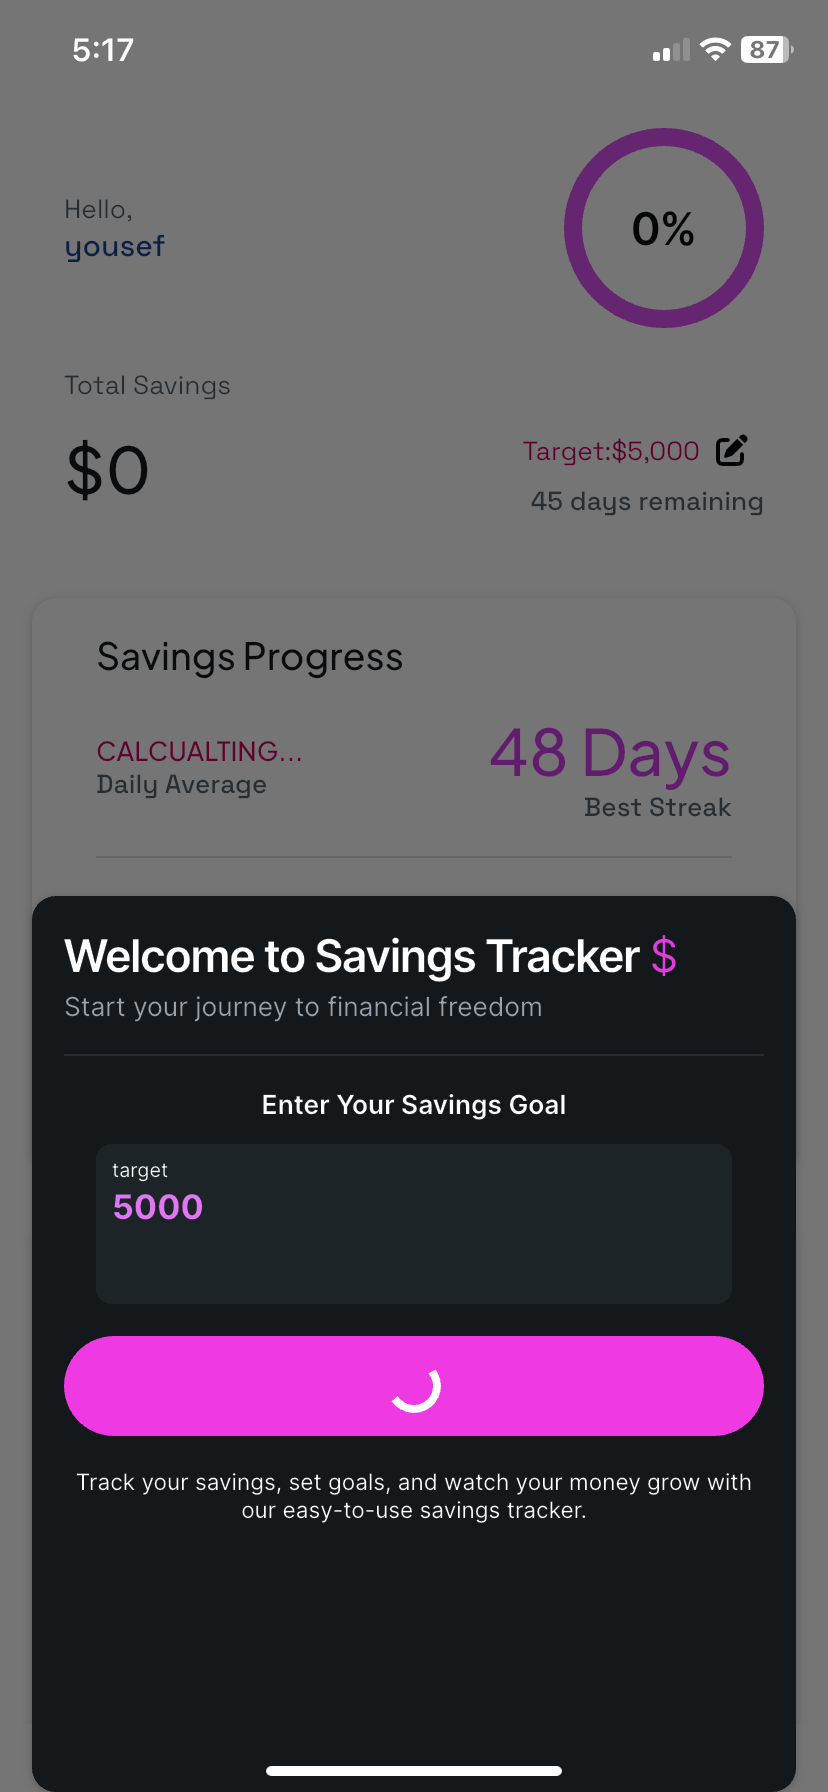 5:17
87
Hello,
yousef
0%
Total Savings
$0
Target:$5,000
45 days remaining
Savings Progress
CALCUALTING...
Daily Average
48 Days
Best Streak
Welcome to Savings Tracker $
Start your journey to financial freedom
Enter Your Savings Goal
target
5000
Track your savings, set goals, and watch your money grow with
our easy-to-use savings tracker.